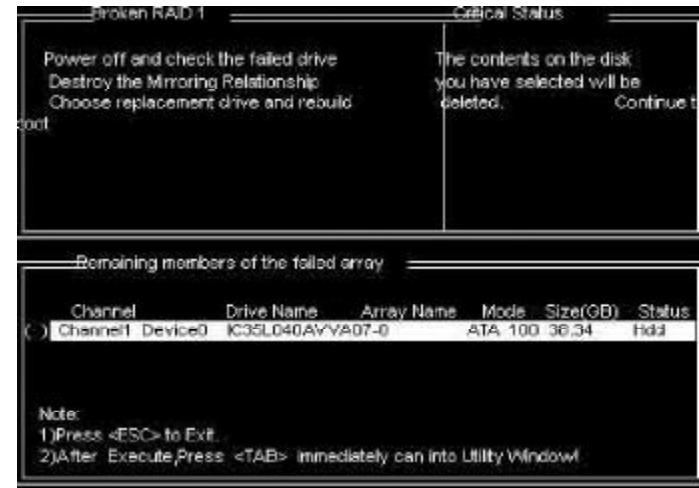 Broken RAID 1
Critical Status
Power off and check the failed drive
Destroy the Mirroring Relationship
Choose replacement drive and rebuild
The contents on the disk
you have selected will be
deleted. Continue t
oot
Remaining members of the failed array
Channel Drive Name Array Name Mode Size(GB) Status
( ) Channel1 Device0 IC35L040AVVA07-0 ATA 100 38.34 Hdd
Note:
1)Press <ESC> to Exit.
2)After Execute,Press <TAB> immediately can into Utility Window!